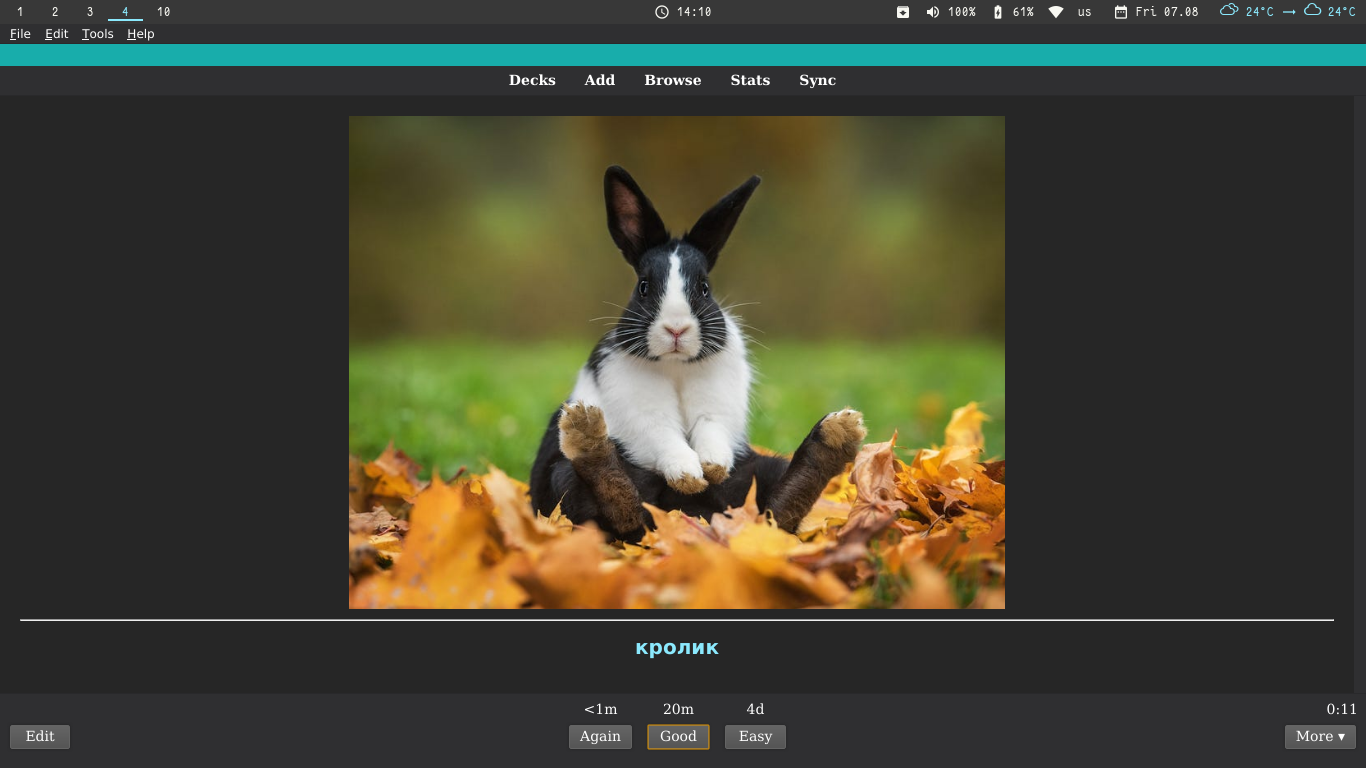 1 2 3 4 10 14:10 100% 61% us Fri 07.08 24°C → 24°C
File Edit Tools Help
Decks Add Browse Stats Sync
кролик
<1m 20m 4d 0:11
Edit Again Good Easy More ▾